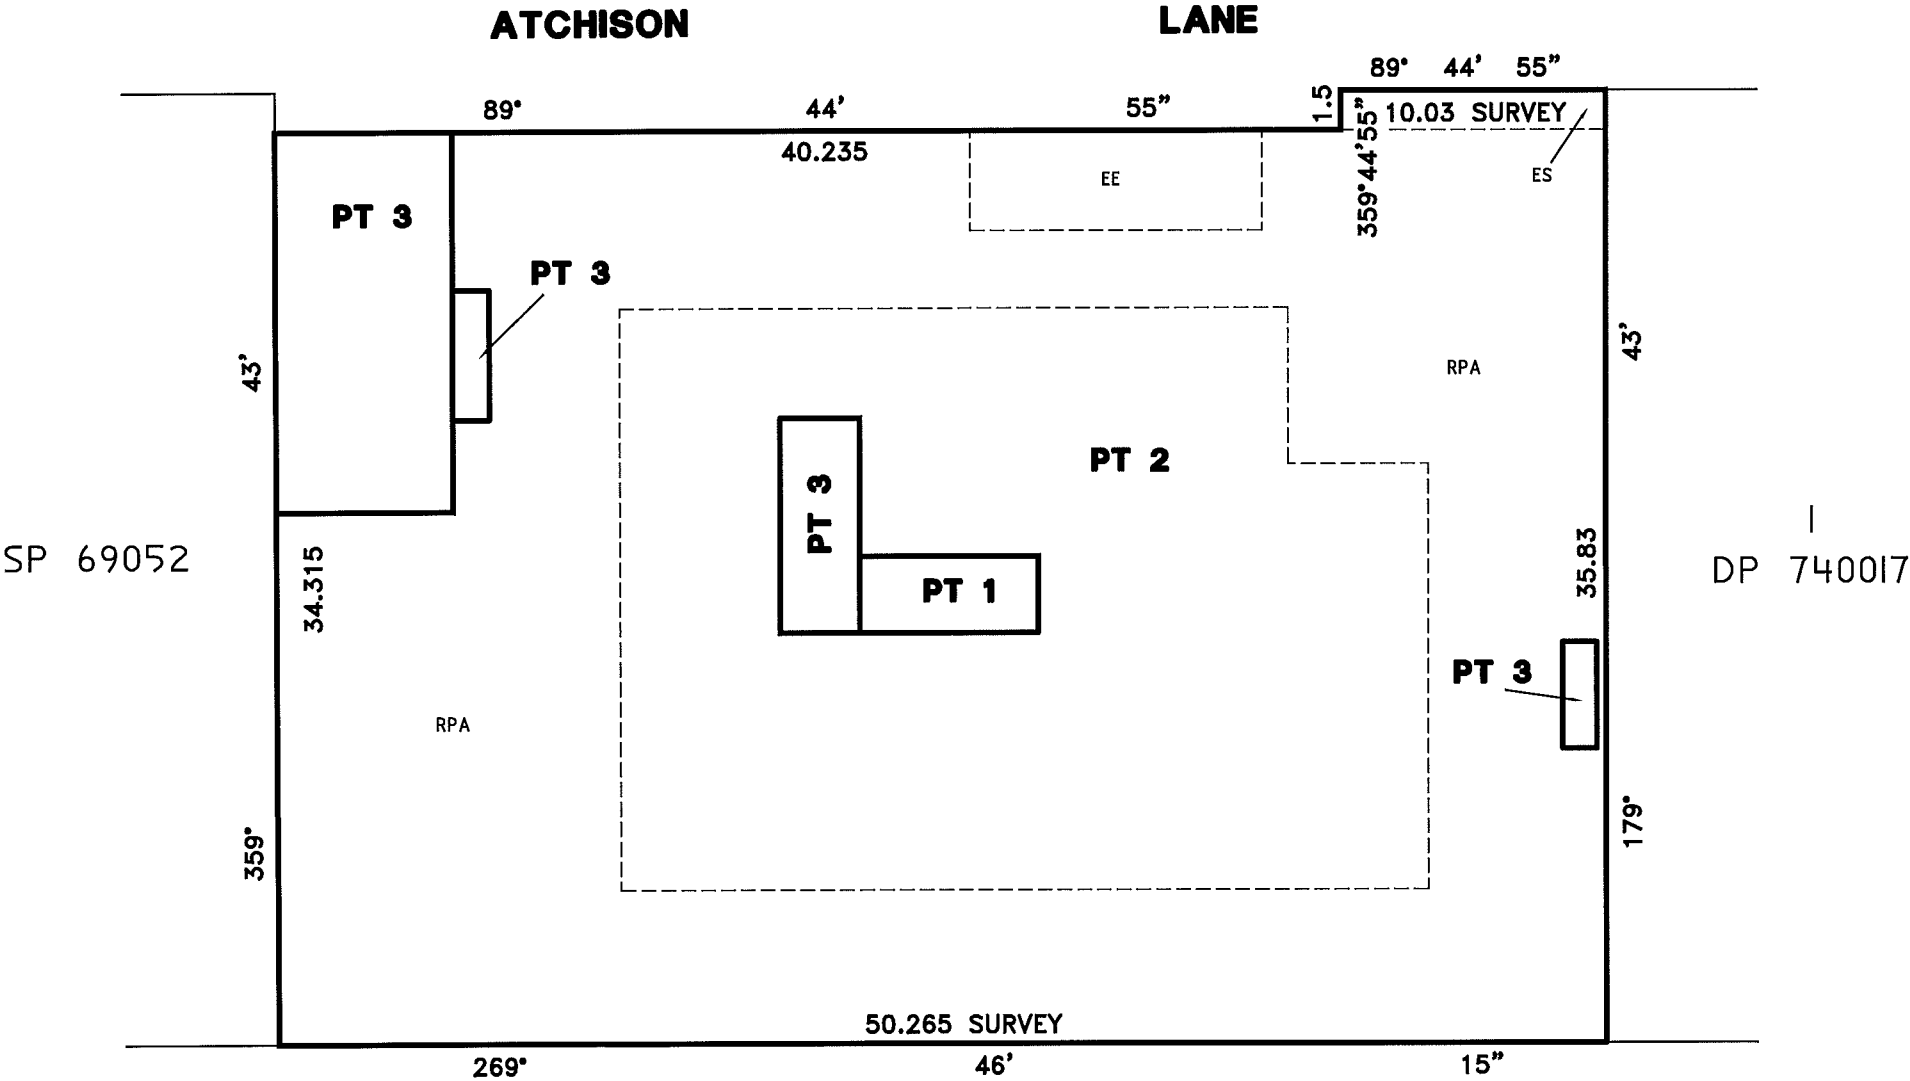 ATCHISON LANE
89° 44' 55"
89° 44' 55"
1.5
10.03 SURVEY
359°44'55"
40.235
EE
ES
PT 3
PT 3
43'
43'
RPA
PT 2
PT 3
PT 1
SP 69052
34.315
35.83
1
DP 740017
PT 3
RPA
359°
179°
50.265 SURVEY
269° 46' 15"